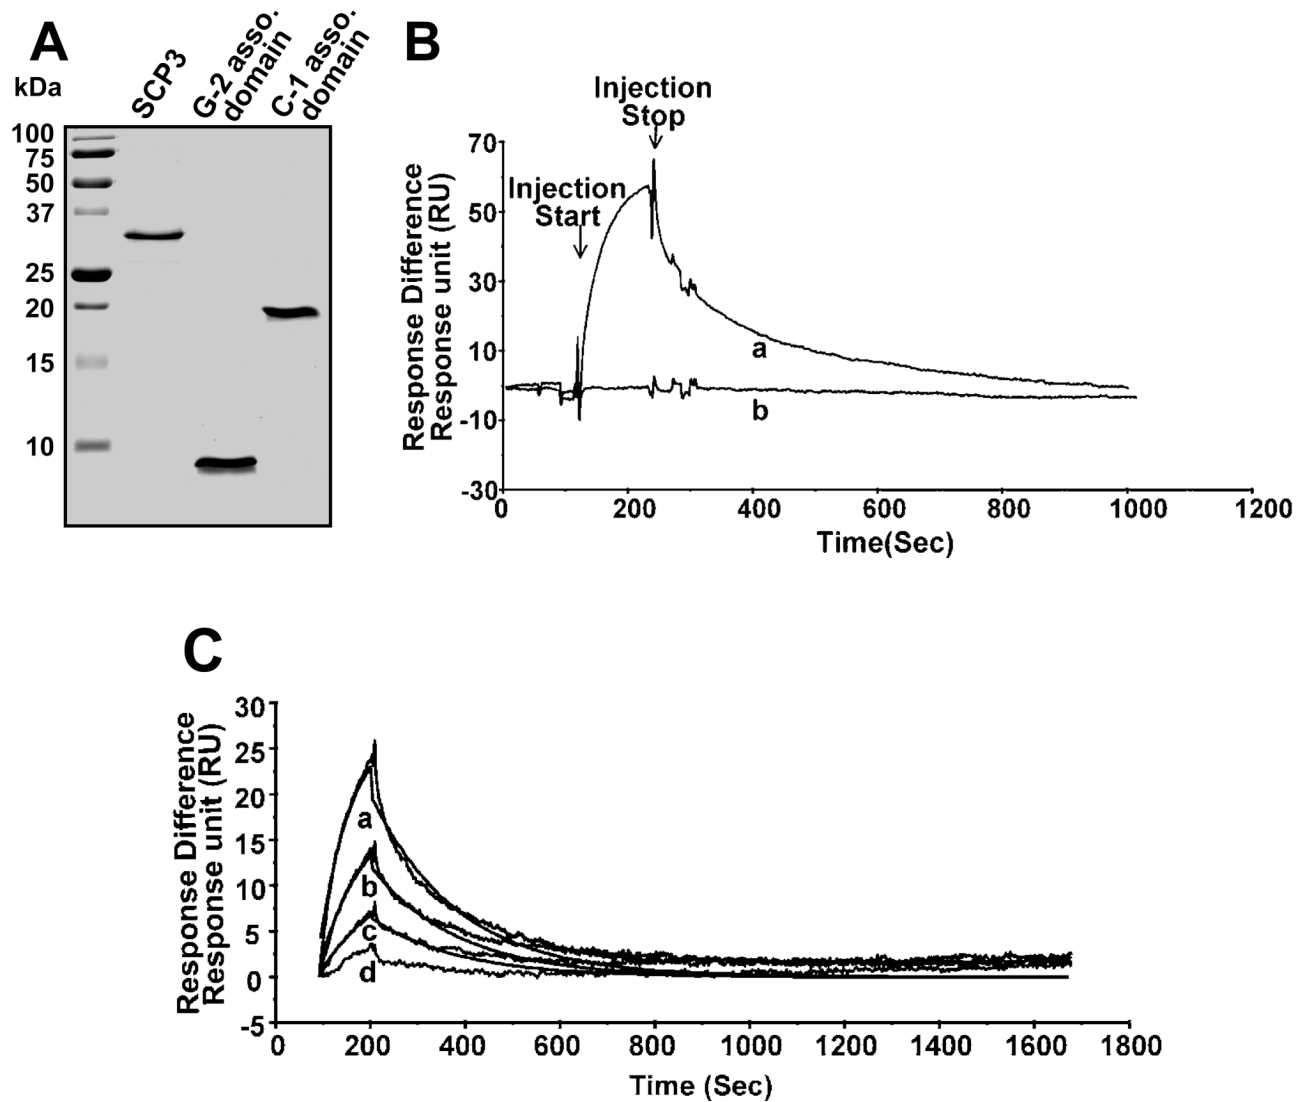 A
kDa
SCP3
G-2 asso.
domain
C-1 asso.
domain
100
75
50
37
25
20
15
10
B
Injection
Stop
Injection
Start
Response Difference
Response unit (RU)
70
50
30
10
-10
-30
a
b
0
200
400
600
800
1000
1200
Time(Sec)
C
Response Difference
Response unit (RU)
30
25
20
15
10
5
0
-5
a
b
c
d
0
200
400
600
800
1000
1200
1400
1600
1800
Time (Sec)